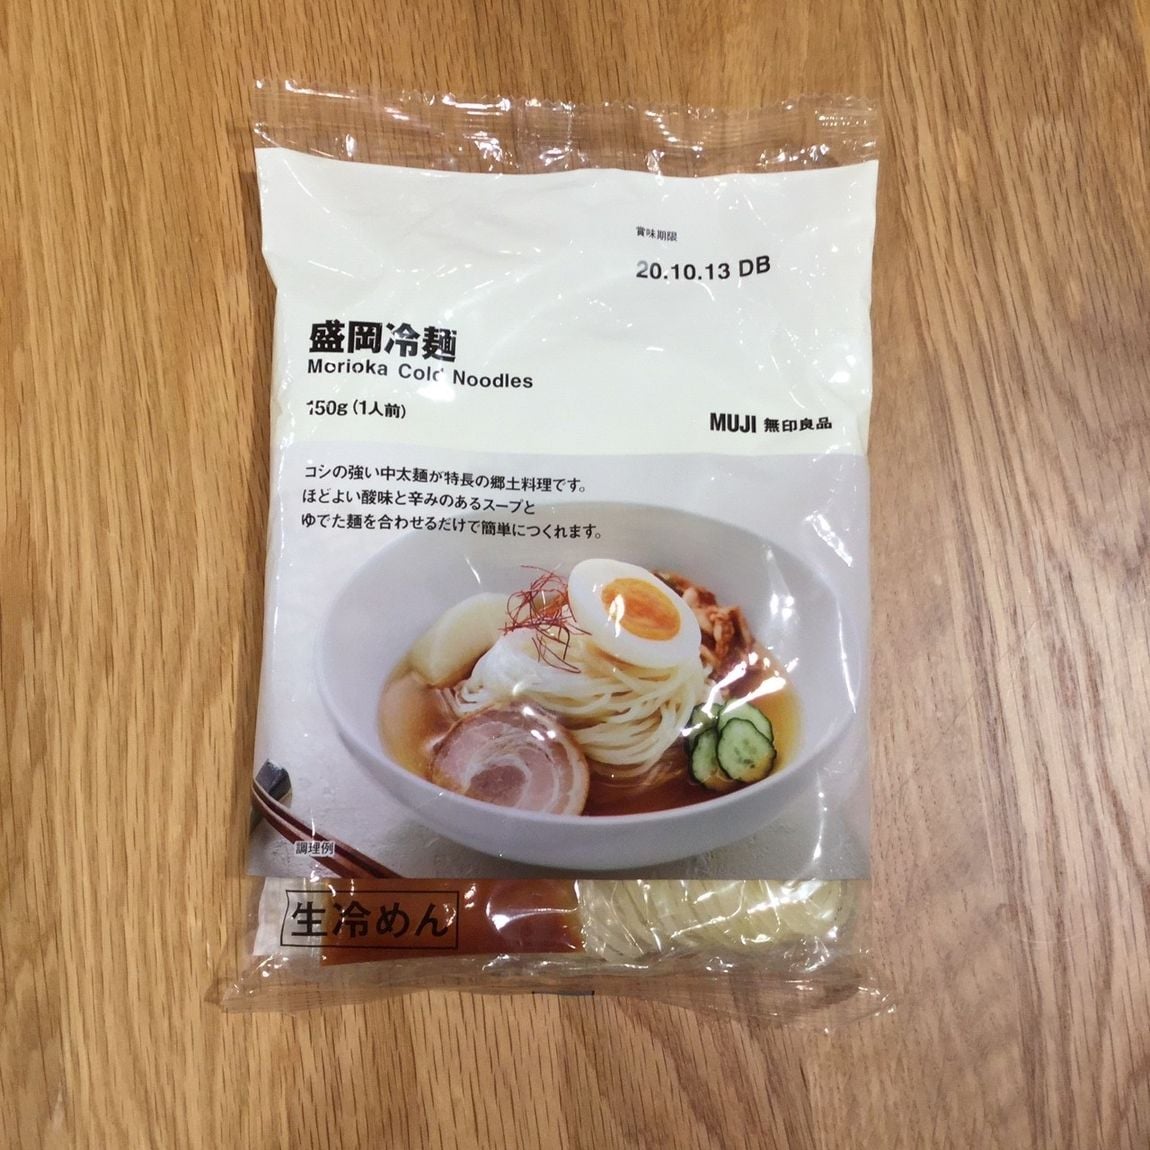 賞味期限
20.10.13 DB
盛岡冷麺
Morioka Cold Noodles
150g(1人前)
MUJI 無印良品
コシの強い中太麺が特長の郷土料理です。
ほどよい酸味と辛みのあるスープと
ゆでた麺を合わせるだけで簡単につくれます。
調理例
生冷めん